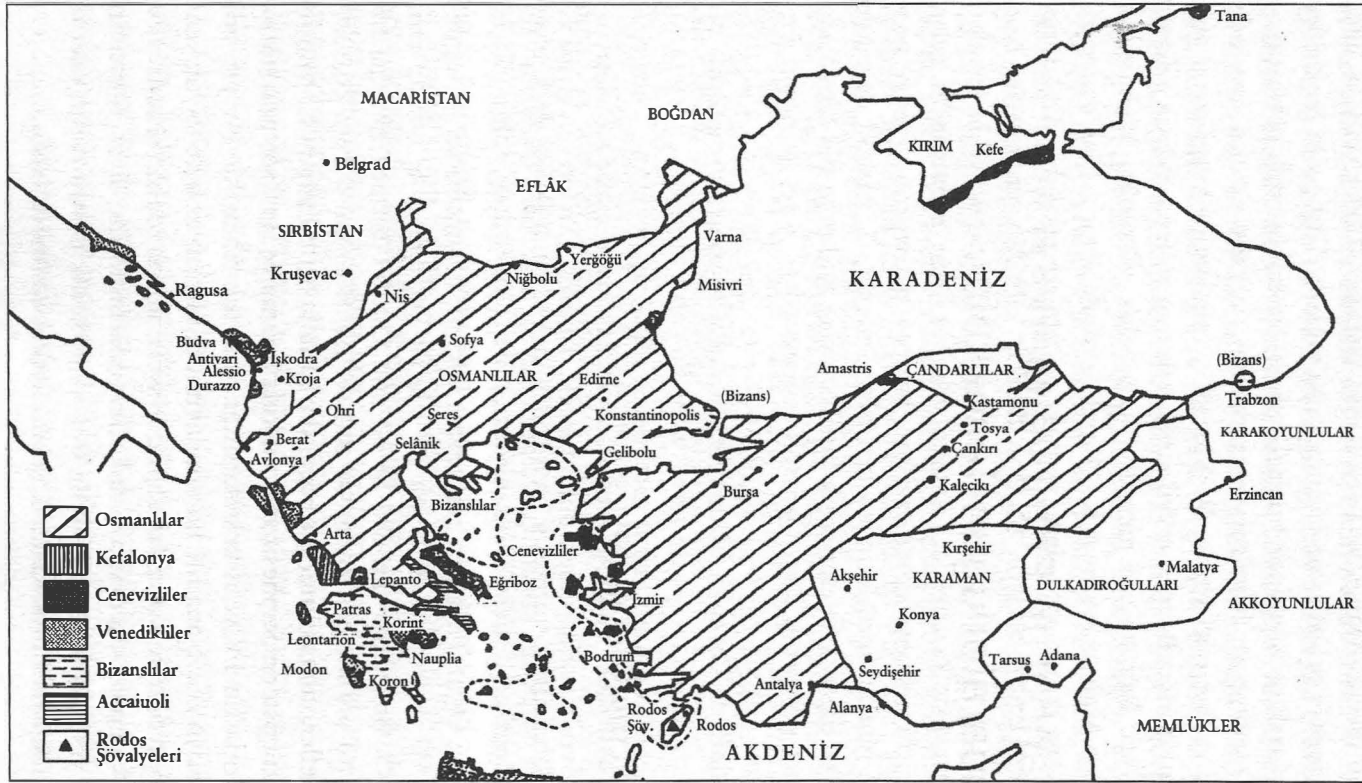 Tana
MACARİSTAN
BOĞDAN
KIRIM
Kefe
Belgrad
EFLÂK
SIRBİSTAN
Varna
Yerğöğü
Kruşevac
Niğbolu
KARADENİZ
Misivri
Ragusa
Nis
Sofya
Budva
Antivari
İşkodra
Alessio
Kroja
Durazzo
OSMANLILAR
Edirne
Amastris
ÇANDARLILAR
(Bizans)
Trabzon
Kastamonu
(Bizans)
Konstantinopolis
Ohri
Seres
Tosya
KARAKOYUNLULAR
Berat
Avlonya
Selânik
Gelibolu
Çankırı
Bursa
Kaleciki
Erzincan
Bizanslılar
Osmanlılar
Arta
Cenevizliler
Kırşehir
Kefalonya
Lepanto
Eğriboz
Akşehir
KARAMAN
DULKADIROĞULLARI
Malatya
Cenevizliler
Patras
İzmir
AKKOYUNLULAR
Korint
Konya
Venedikliler
Leontarion
Nauplia
Bodrum
Bizanslılar
Modon
Koron
Seydişehir
Tarsus
Adana
Antalya
Accaiuoli
Rodos
Şöv.
Rodos
Alanya
MEMLÜKLER
Rodos
Şövalyeleri
AKDENİZ